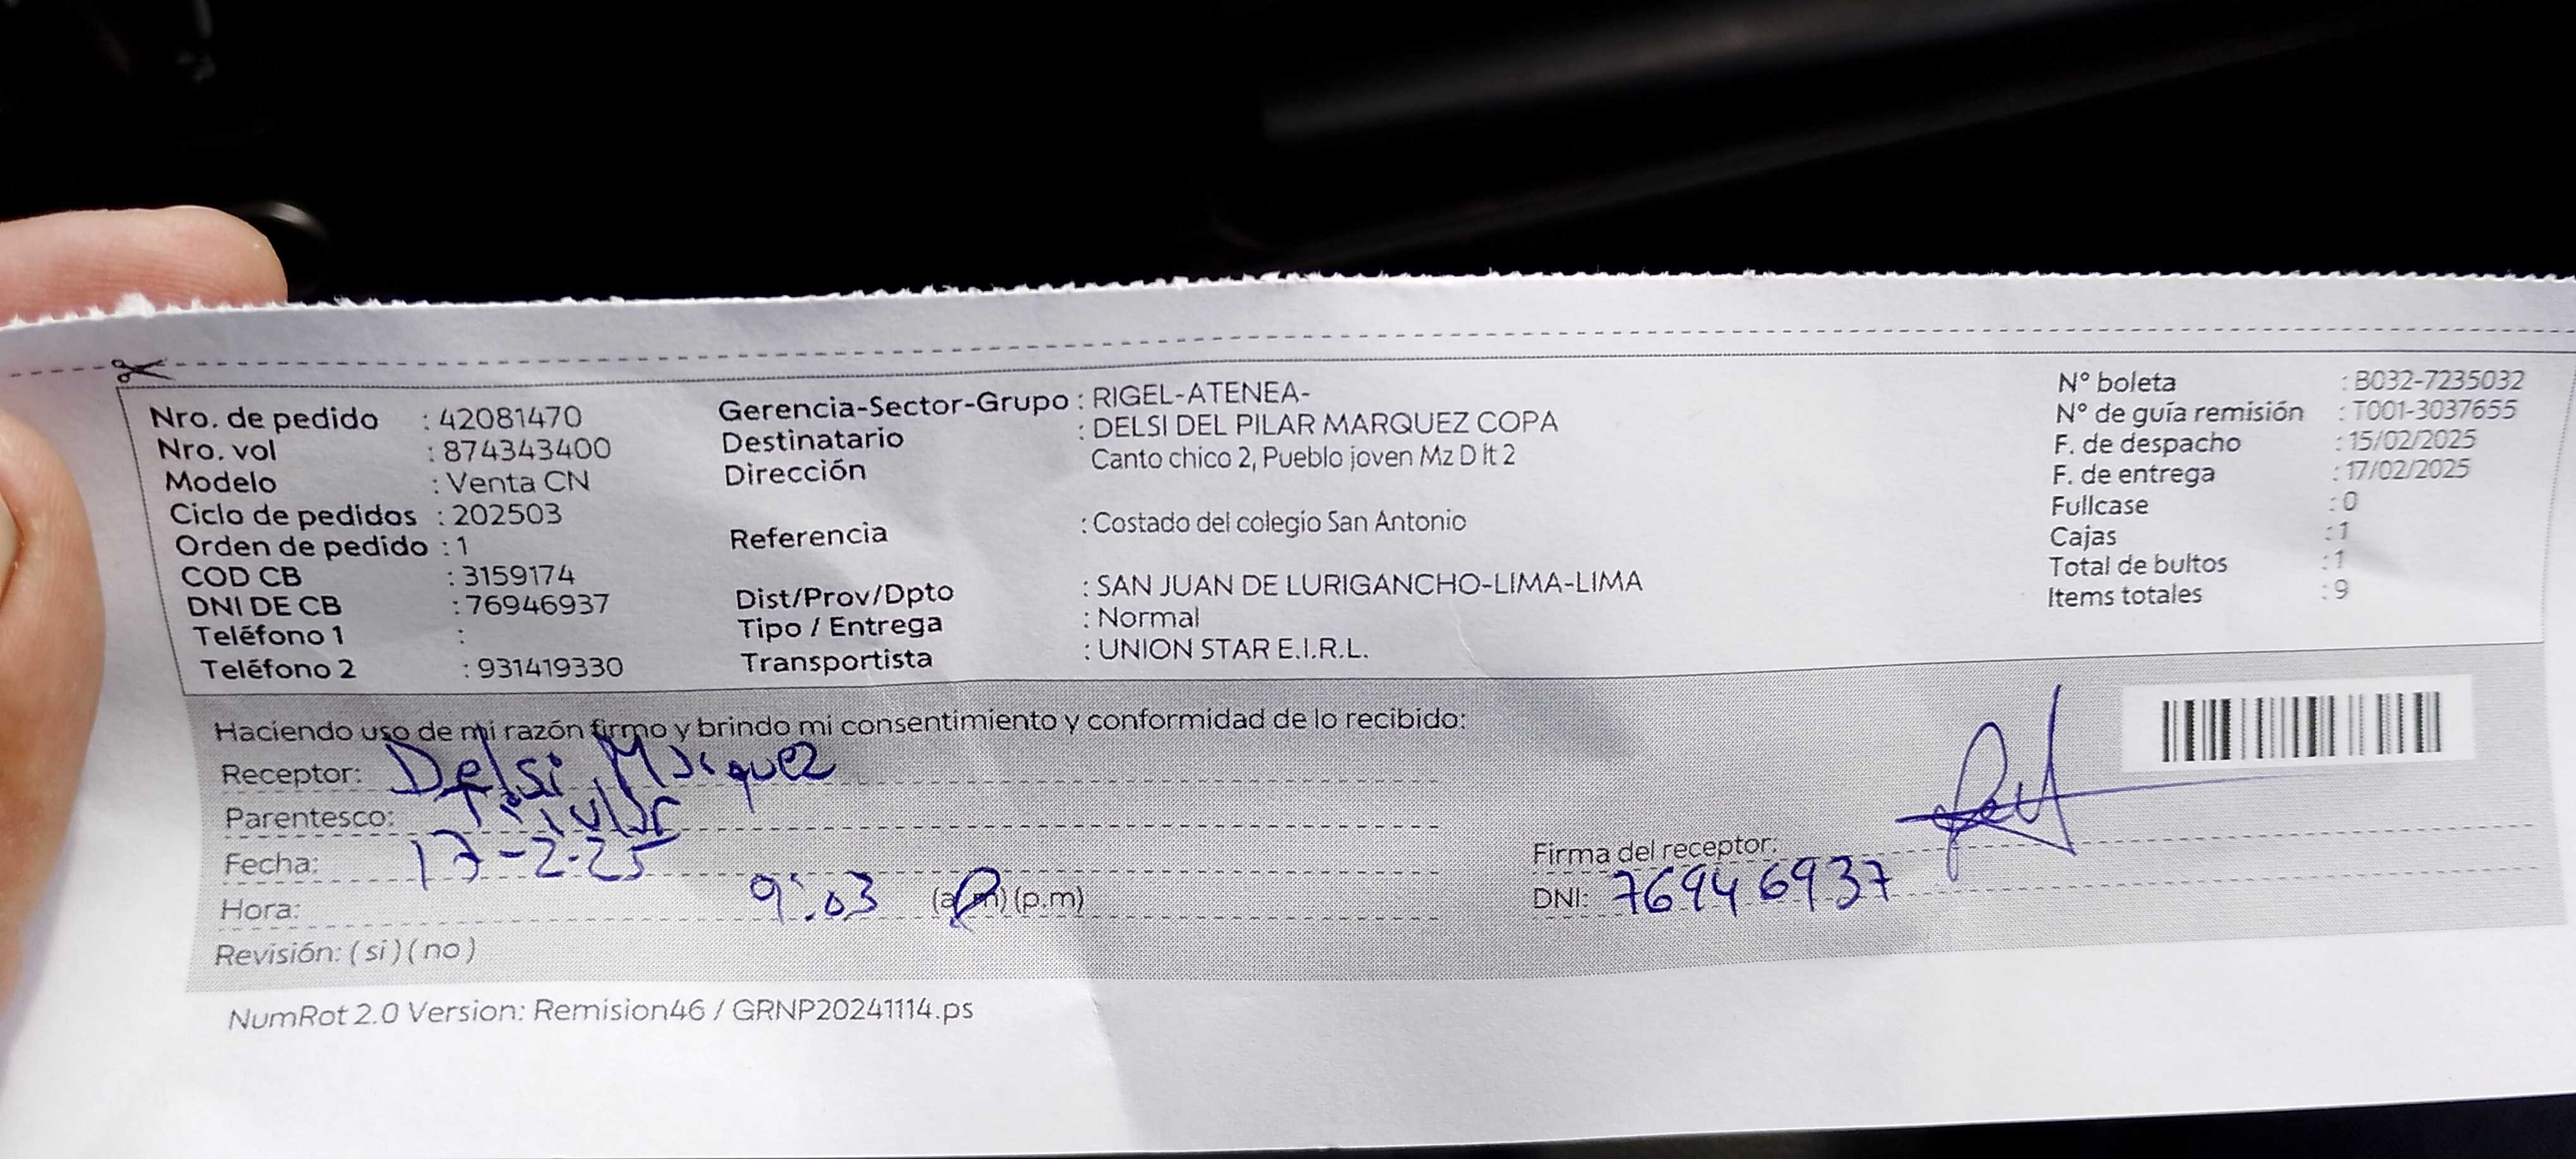 Nro. de pedido : 42081470
Nro. vol : 874343400
Modelo : Venta CN
Ciclo de pedidos : 202503
Orden de pedido : 1
COD CB : 3159174
DNI DE CB : 76946937
Teléfono 1 :
Teléfono 2 : 931419330
Gerencia-Sector-Grupo : RIGEL-ATENEA-
Destinatario : DELSI DEL PILAR MARQUEZ COPA
Dirección Canto chico 2, Pueblo joven Mz D lt 2
Referencia : Costado del colegio San Antonio
Dist/Prov/Dpto : SAN JUAN DE LURIGANCHO-LIMA-LIMA
Tipo / Entrega : Normal
Transportista : UNION STAR E.I.R.L.
N° boleta : B032-7235032
N° de guía remisión : T001-3037655
F. de despacho : 15/02/2025
F. de entrega : 17/02/2025
Fullcase : 0
Cajas : 1
Total de bultos : 1
Items totales : 9
Haciendo uso de mi razón firmo y brindo mi consentimiento y conformidad de lo recibido:
Receptor: Delsi Marquez
Parentesco: Titular
Fecha: 17-2-25
Hora: 9:03 (a.m) (p.m)
Revisión: ( si ) ( no )
Firma del receptor:
DNI: 76946937
NumRot 2.0 Version: Remision46 / GRNP20241114.ps